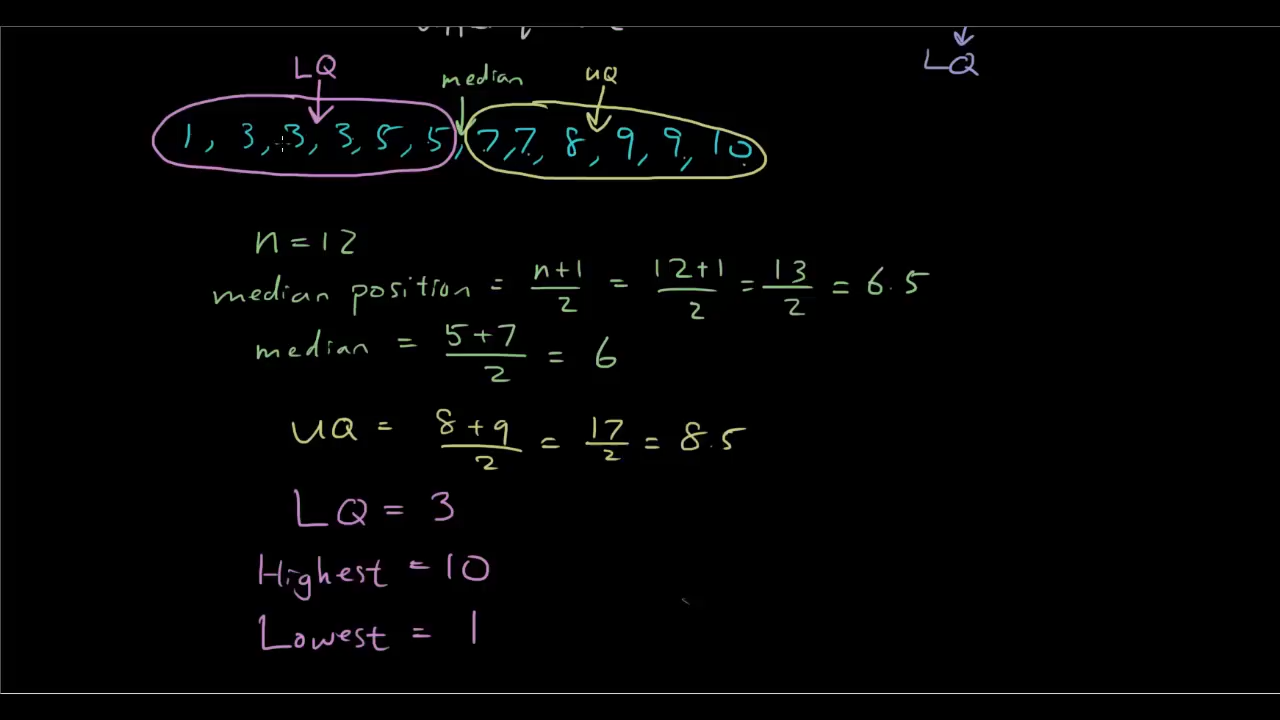 LQ
LQ median UQ
1, 3, 3, 3, 5, 5, 7, 7, 8, 9, 9, 10
n = 12
median position = n+1/2 = 12+1/2 = 13/2 = 6.5
median = 5+7/2 = 6
UQ = 8+9/2 = 17/2 = 8.5
LQ = 3
Highest = 10
Lowest = 1